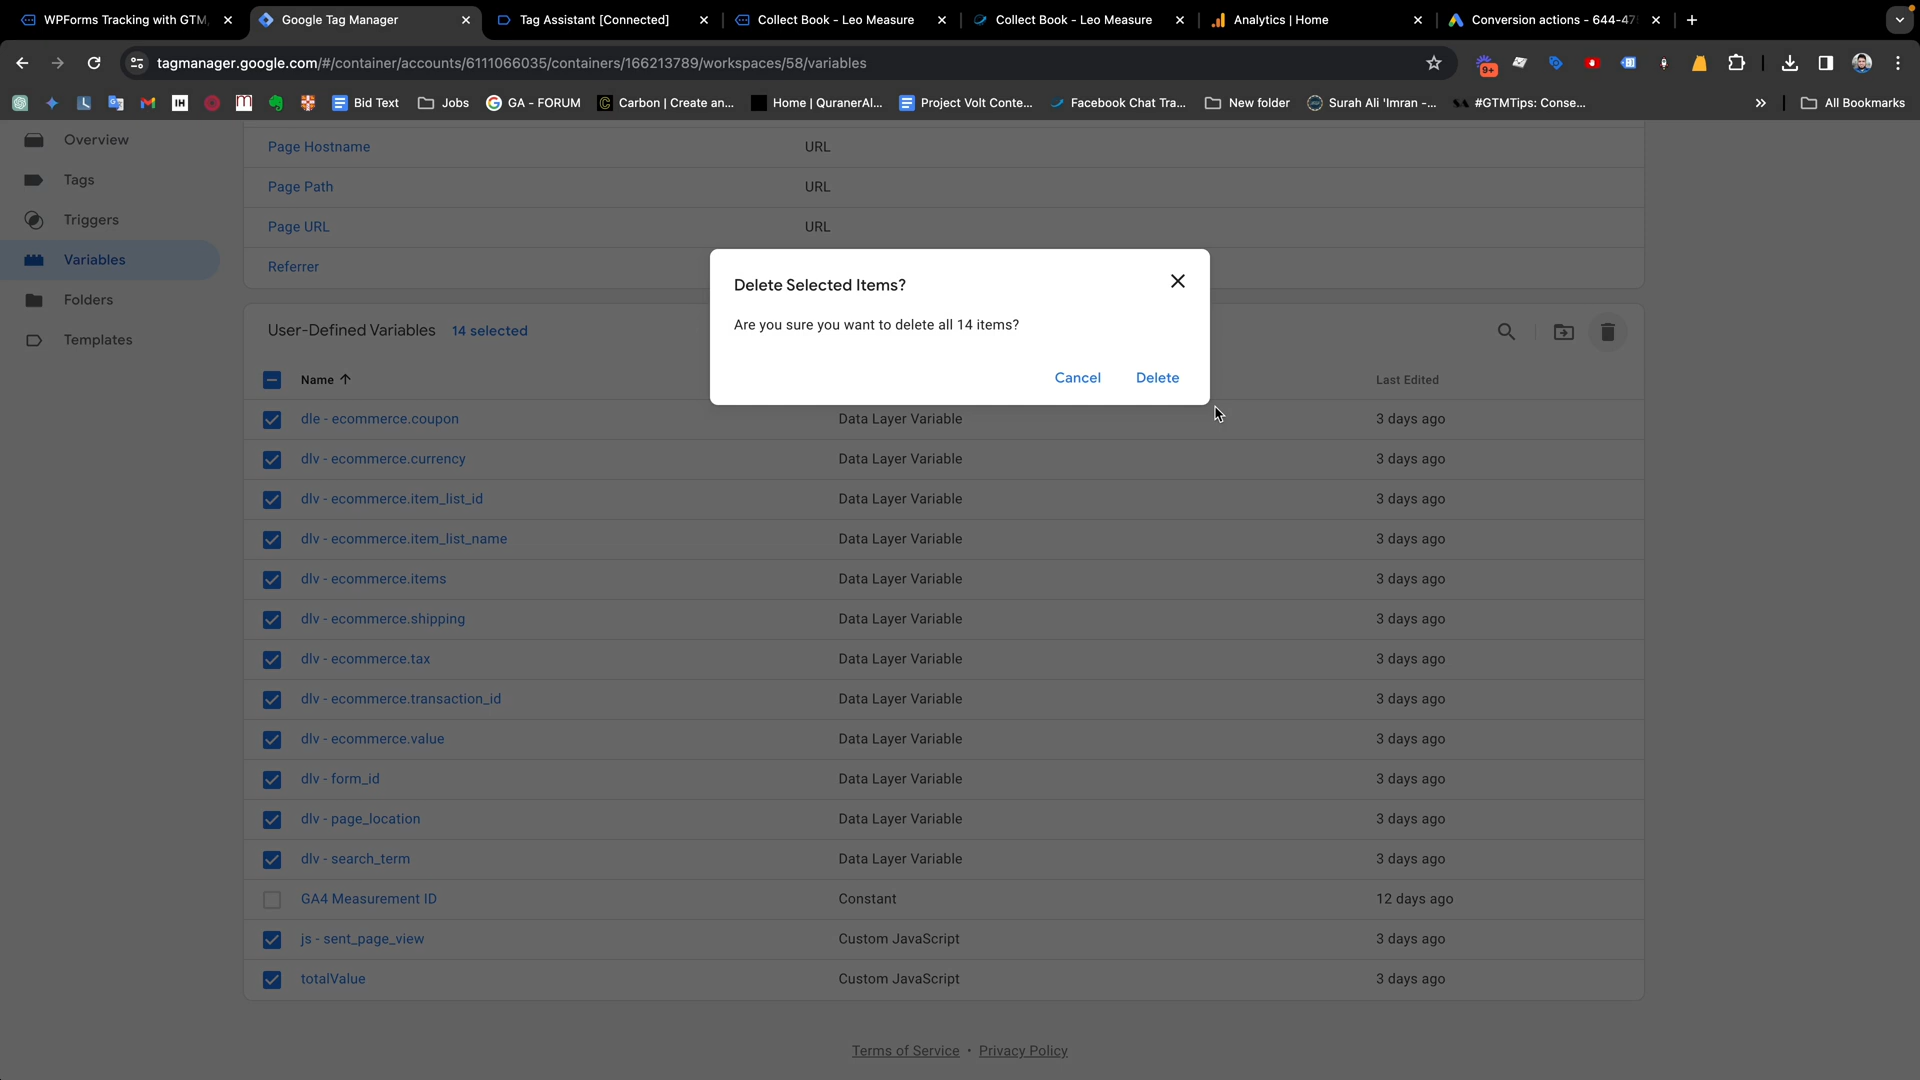 WPForms Tracking with GTM,
Google Tag Manager
Tag Assistant [Connected]
Collect Book - Leo Measure
Collect Book - Leo Measure
Analytics | Home
Conversion actions - 644-47
tagmanager.google.com/#/container/accounts/6111066035/containers/166213789/workspaces/58/variables
9+
Bid Text
Jobs
GA - FORUM
Carbon | Create an...
Home | QuranerAl...
Project Volt Conte...
Facebook Chat Tra...
New folder
Surah Ali 'Imran -...
#GTMTips: Conse...
All Bookmarks
Overview
Tags
Triggers
Variables
Folders
Templates
Page Hostname URL
Page Path URL
Page URL URL
Referrer
Delete Selected Items?
Are you sure you want to delete all 14 items?
Cancel Delete
User-Defined Variables 14 selected
Name Last Edited
dle - ecommerce.coupon Data Layer Variable 3 days ago
dlv - ecommerce.currency Data Layer Variable 3 days ago
dlv - ecommerce.item_list_id Data Layer Variable 3 days ago
dlv - ecommerce.item_list_name Data Layer Variable 3 days ago
dlv - ecommerce.items Data Layer Variable 3 days ago
dlv - ecommerce.shipping Data Layer Variable 3 days ago
dlv - ecommerce.tax Data Layer Variable 3 days ago
dlv - ecommerce.transaction_id Data Layer Variable 3 days ago
dlv - ecommerce.value Data Layer Variable 3 days ago
dlv - form_id Data Layer Variable 3 days ago
dlv - page_location Data Layer Variable 3 days ago
dlv - search_term Data Layer Variable 3 days ago
GA4 Measurement ID Constant 12 days ago
js - sent_page_view Custom JavaScript 3 days ago
totalValue Custom JavaScript 3 days ago
Terms of Service • Privacy Policy